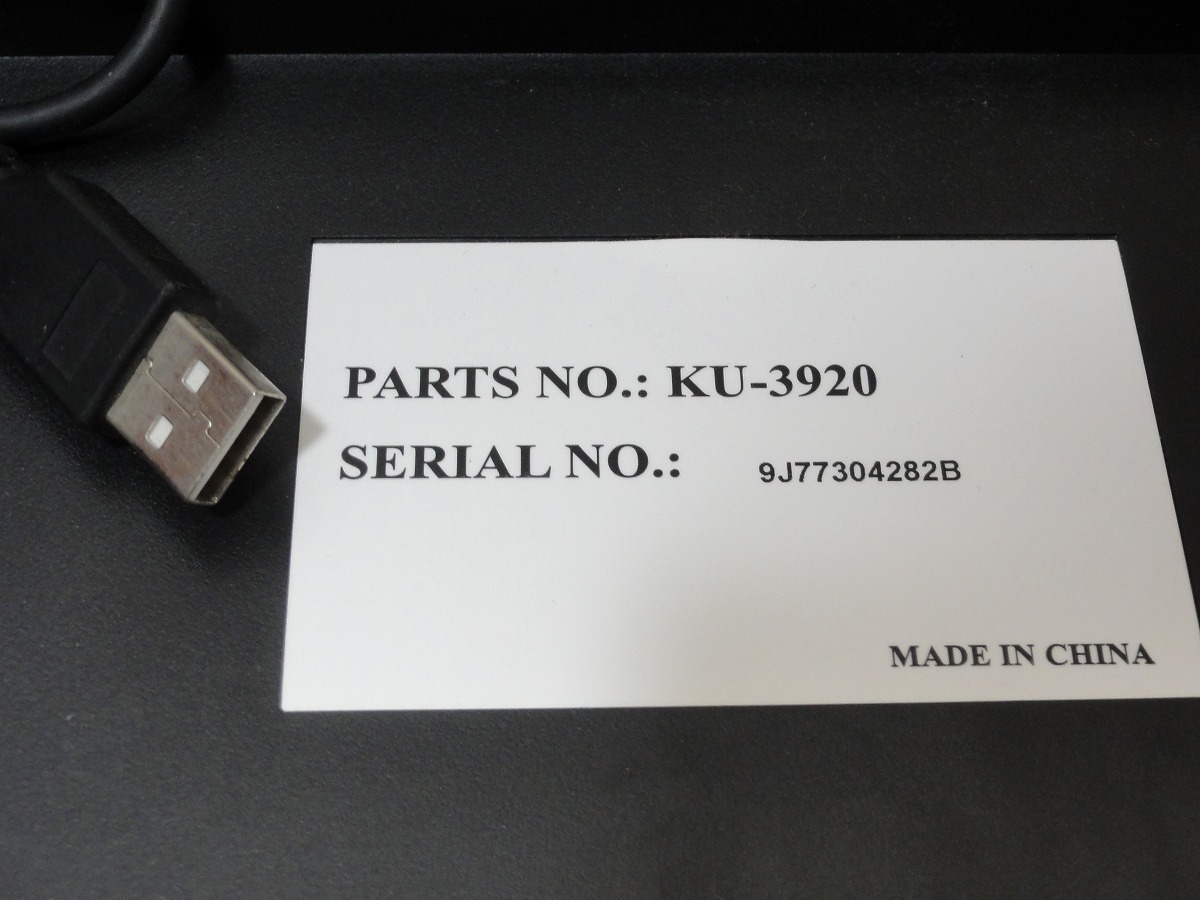 PARTS NO.: KU-3920
SERIAL NO.: 9J77304282B
MADE IN CHINA